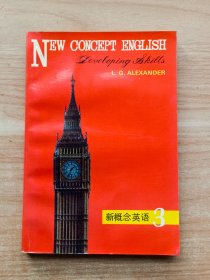 NEW CONCEPT ENGLISH
Developing Skills
L. G. ALEXANDER
新概念英语 3